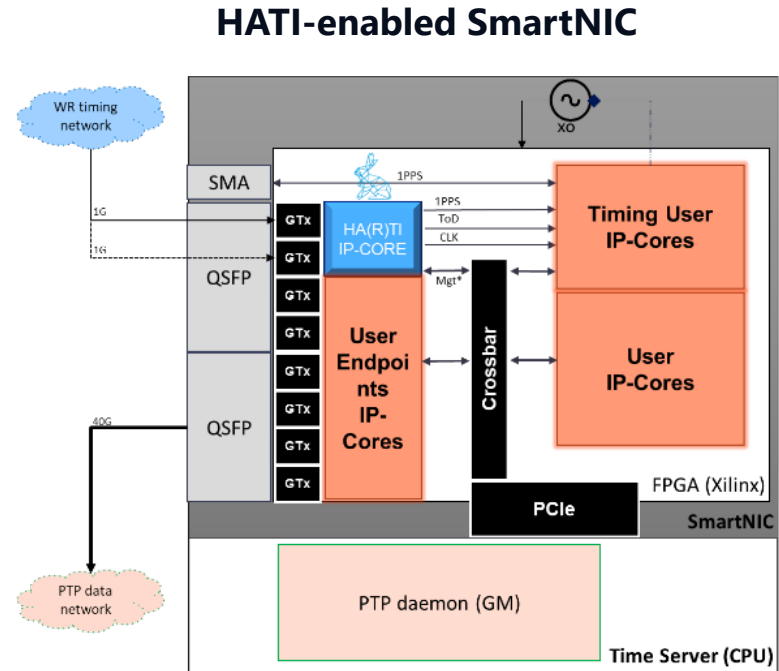 HATI-enabled SmartNIC
WR timing
network
XO
SMA
1PPS
1G
GTx
HA(R)TI
IP-CORE
1PPS
ToD
CLK
Timing User
IP-Cores
1G
GTx
Mgt*
QSFP
GTx
GTx
User
Endpoi
nts
IP-
Cores
Crossbar
User
IP-Cores
GTx
GTx
40G
QSFP
GTx
GTx
FPGA (Xilinx)
PCIe
SmartNIC
PTP data
network
PTP daemon (GM)
Time Server (CPU)